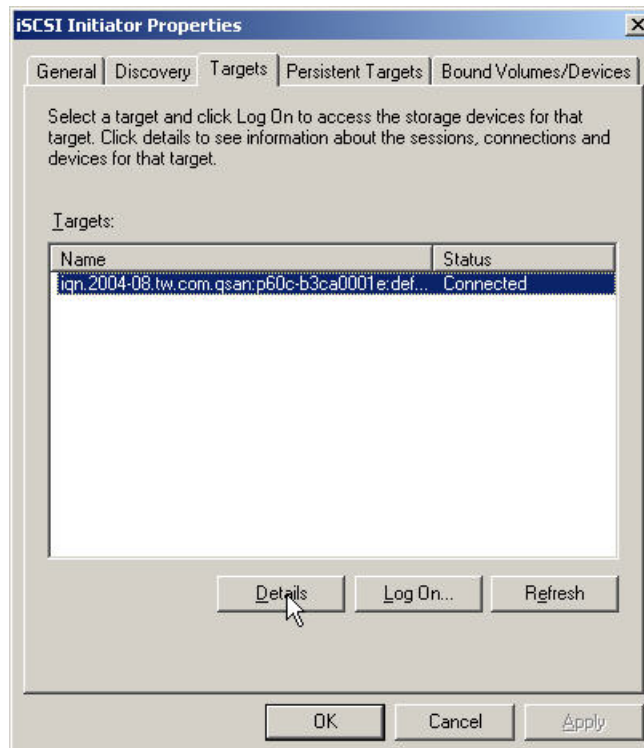 iSCSI Initiator Properties
General Discovery Targets Persistent Targets Bound Volumes/Devices
Select a target and click Log On to access the storage devices for that
target. Click details to see information about the sessions, connections and
devices for that target.
Targets:
Name Status
iqn.2004-08.tw.com.qsan:p60c-b3ca0001e:def... Connected
Details Log On... Refresh
OK Cancel Apply